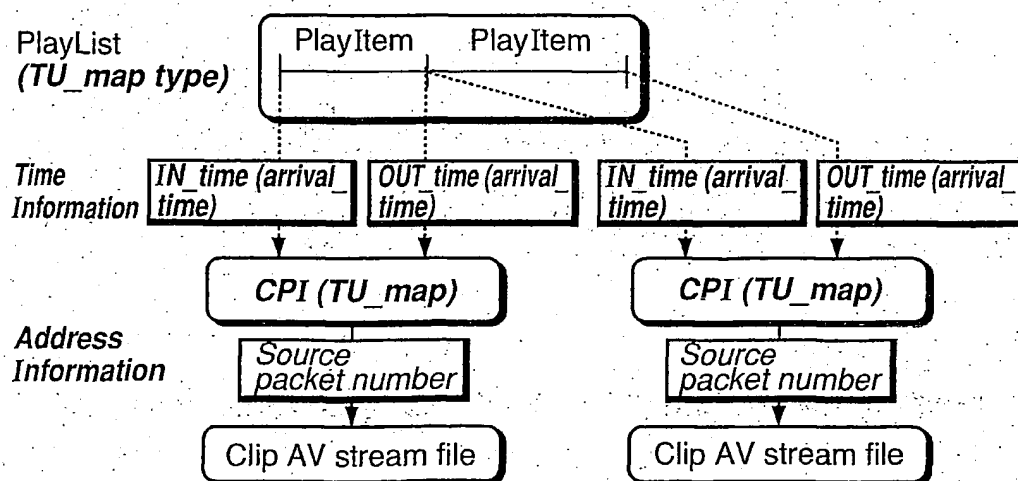 PlayList
(TU_map type)
PlayItem
PlayItem
Time
Information
IN_time (arrival_
time)
OUT_time (arrival_
time)
IN_time (arrival_
time)
OUT_time (arrival_
time)
CPI (TU_map)
CPI (TU_map)
Address
Information
Source
packet number
Source
packet number
Clip AV stream file
Clip AV stream file